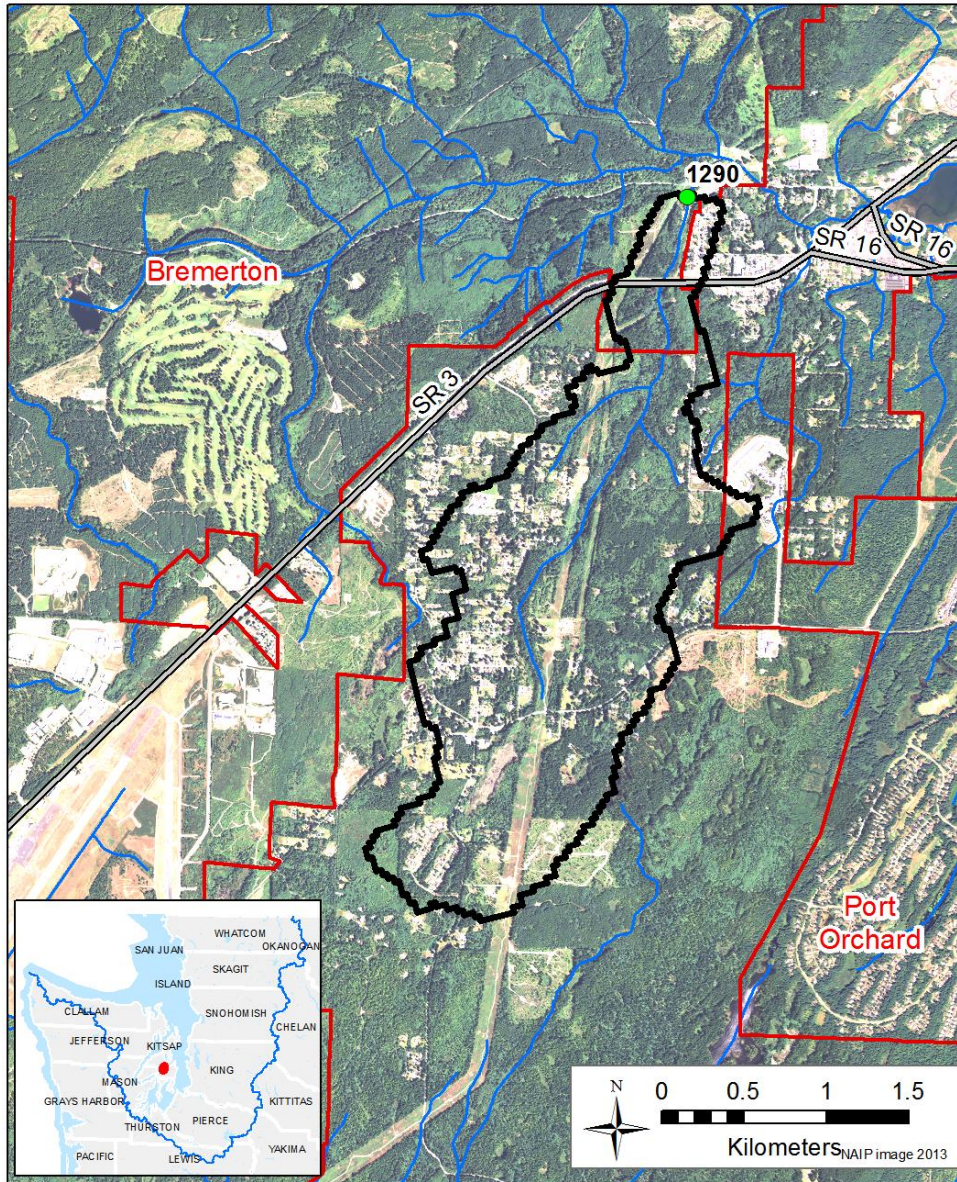 1290
SR 16
SR 16
Bremerton
SR 3
Port
Orchard
WHATCOM
OKANOGAN
SAN JUAN
SKAGIT
ISLAND
SNOHOMISH
CLALLAM
CHELAN
JEFFERSON
KITSAP
KING
MASON
GRAYS HARBOR
KITTITAS
PIERCE
THURSTON
YAKIMA
PACIFIC
LEWIS
N
0 0.5 1 1.5
Kilometers
NAIP image 2013